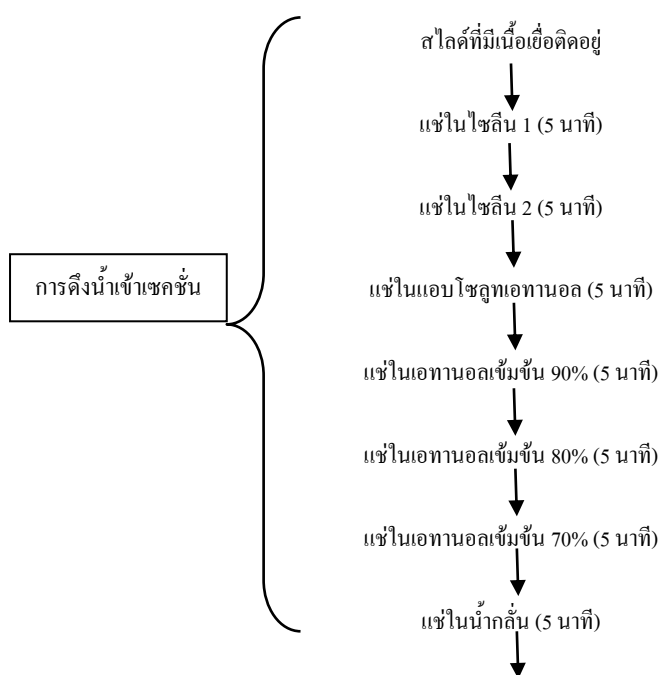 สไลด์ที่มีเนื้อเยื่อติดอยู่
แช่ในไซลีน 1 (5 นาที)
แช่ในไซลีน 2 (5 นาที)
การดึงน้ำเข้าเซคชั่น
แช่ในแอบโซลูทเอทานอล (5 นาที)
แช่ในเอทานอลเข้มข้น 90% (5 นาที)
แช่ในเอทานอลเข้มข้น 80% (5 นาที)
แช่ในเอทานอลเข้มข้น 70% (5 นาที)
แช่ในน้ำกลั่น (5 นาที)